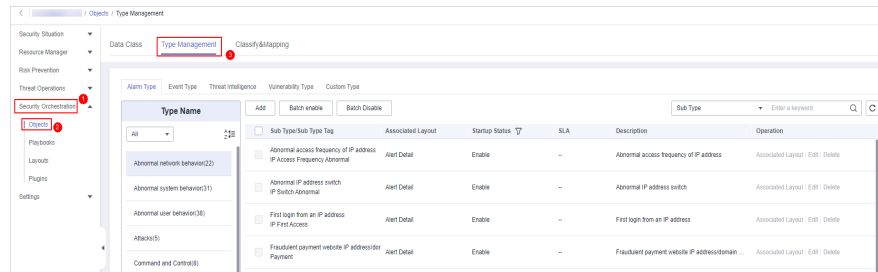 / Objects / Type Management
Security Situation
Resource Manager
Risk Prevention
Threat Operations
Security Orchestration
1
Objects
2
Playbooks
Layouts
Plugins
Settings
Data Class
Type Management
3
Classify&Mapping
Alarm Type
Event Type
Threat Intelligence
Vulnerability Type
Custom Type
Type Name
All
Abnormal network behavior(22)
Abnormal system behavior(31)
Abnormal user behavior(38)
Attacks(5)
Command and Control(8)
Add
Batch enable
Batch Disable
Sub Type
Enter a keyword
Sub Type/Sub Type Tag Associated Layout Startup Status SLA Description Operation
Abnormal access frequency of IP address
IP Access Frequency Abnormal
Alert Detail Enable -- Abnormal access frequency of IP address Associated Layout Edit Delete
Abnormal IP address switch
IP Switch Abnormal
Alert Detail Enable -- Abnormal IP address switch Associated Layout Edit Delete
First login from an IP address
IP First Access
Alert Detail Enable -- First login from an IP address Associated Layout Edit Delete
Fraudulent payment website IP address/dor
Payment
Alert Detail Enable -- Fraudulent payment website IP address/domain ... Associated Layout Edit Delete